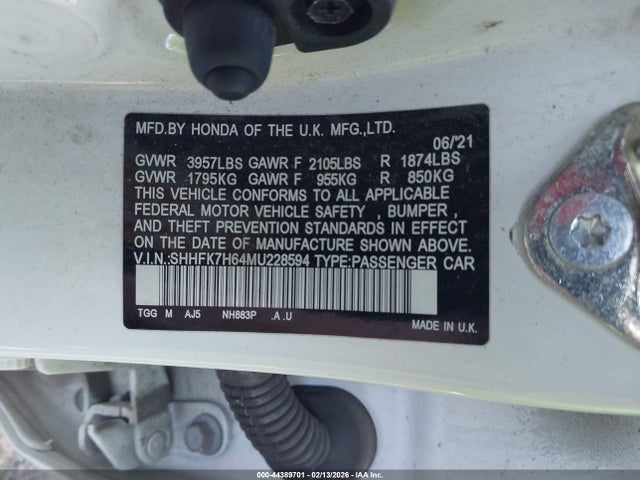 MFD.BY HONDA OF THE U.K. MFG.,LTD.
06/'21
GVWR 3957LBS GAWR F 2105LBS R 1874LBS
GVWR 1795KG GAWR F 955KG R 850KG
THIS VEHICLE CONFORMS TO ALL APPLICABLE
FEDERAL MOTOR VEHICLE SAFETY , BUMPER ,
AND THEFT PREVENTION STANDARDS IN EFFECT
ON THE DATE OF MANUFACTURE SHOWN ABOVE.
V.I.N.:SHHFK7H64MU228594 TYPE:PASSENGER CAR
TGG M AJ5 NH883P .A .U
MADE IN U.K.
000-44389701 - 02/13/2026 - IAAI.COM